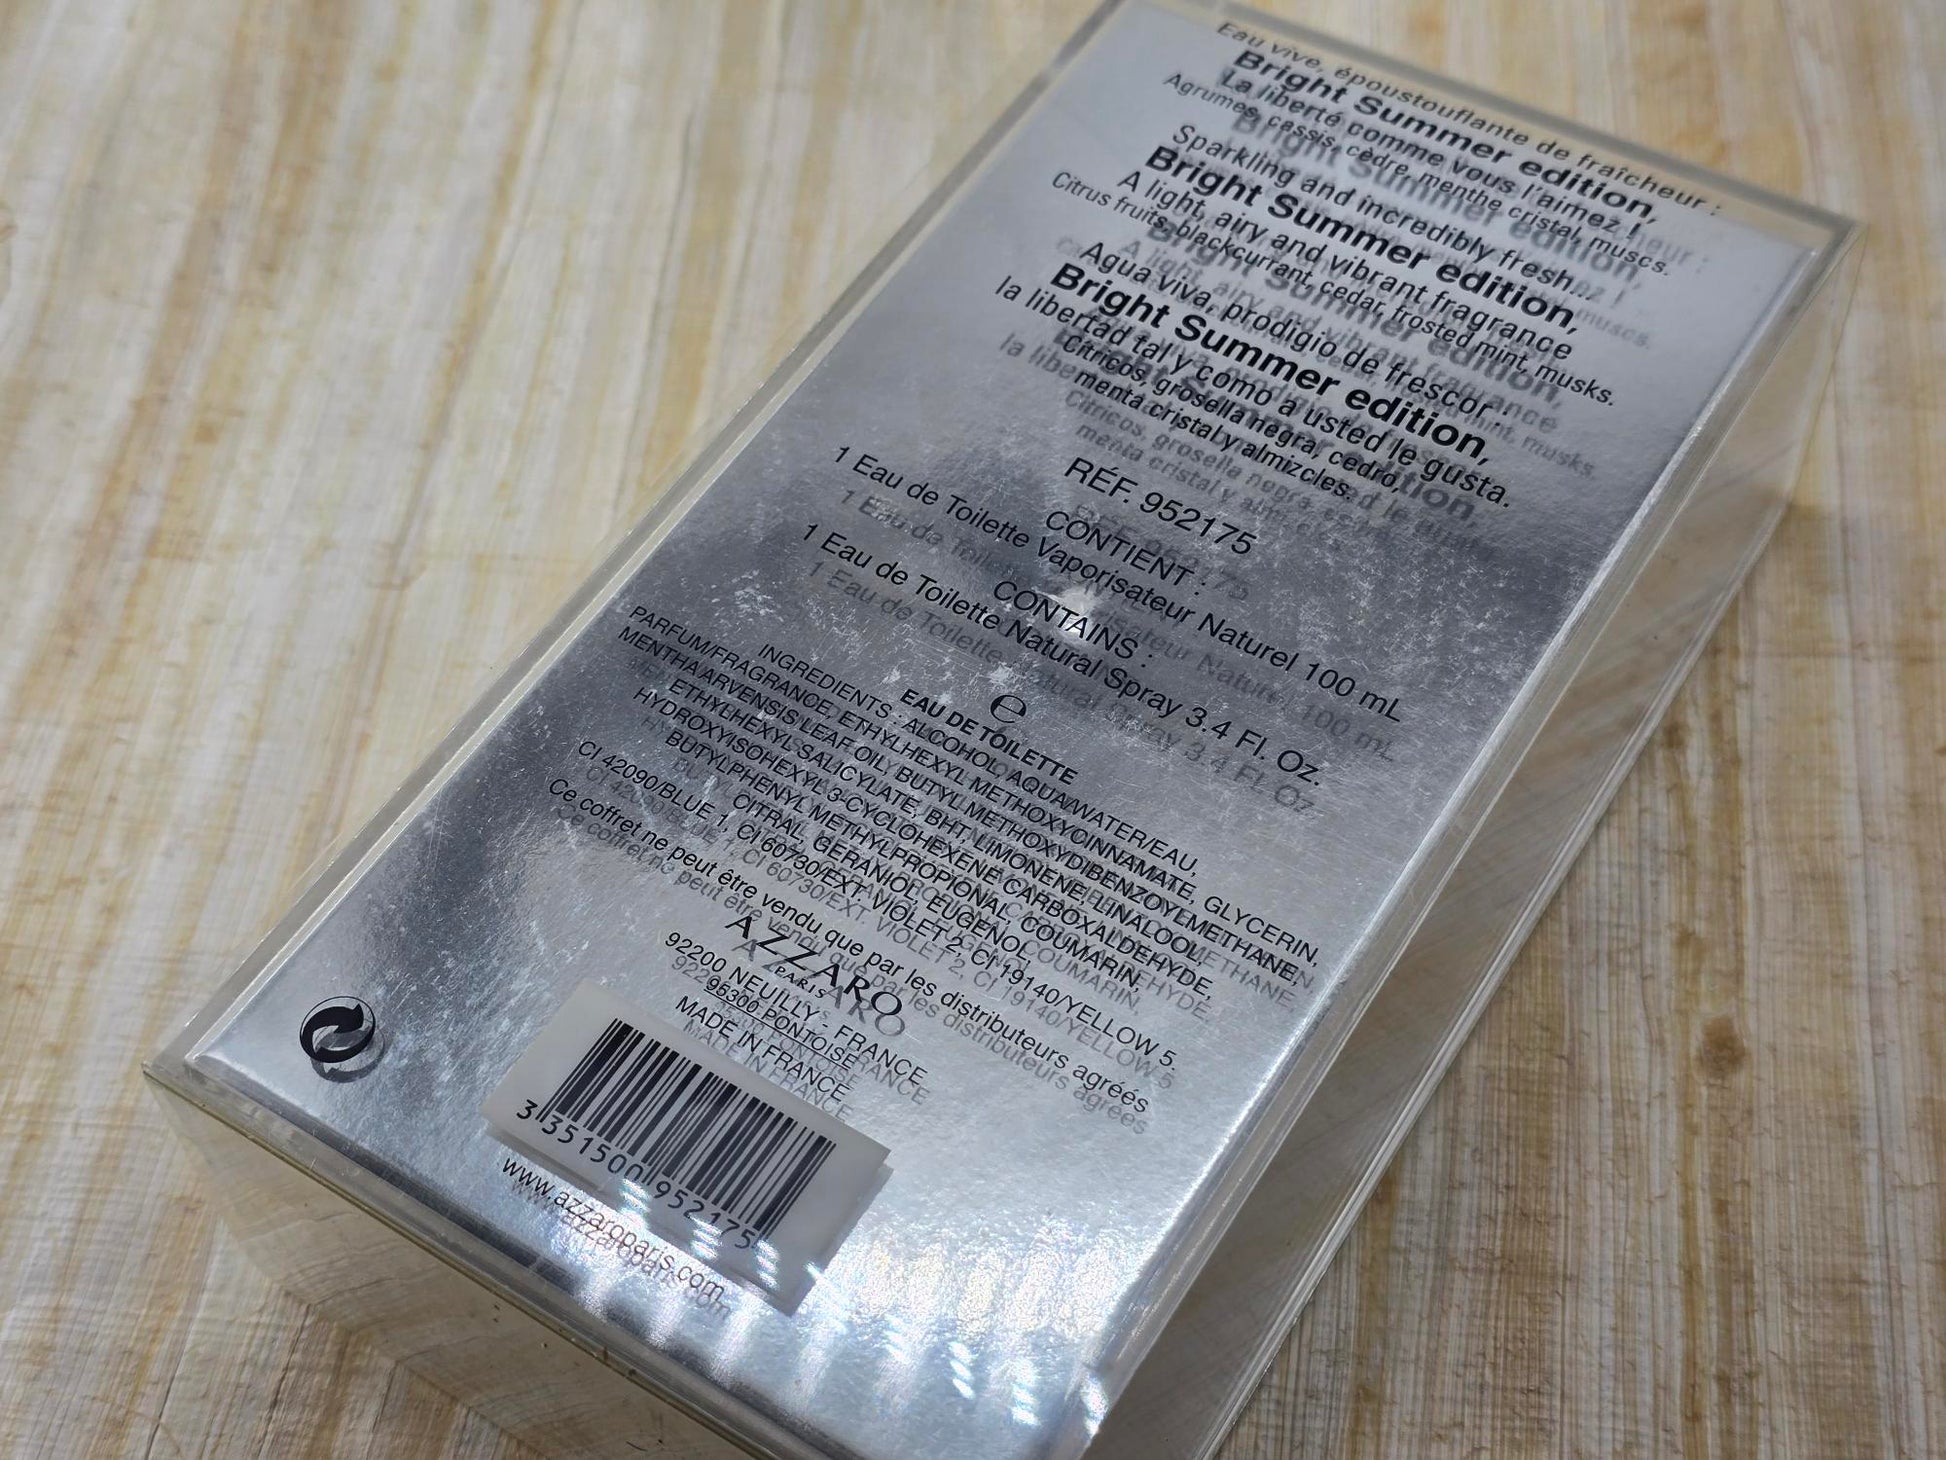 Eau vive, époustouflante de fraîcheur :
Bright Summer edition,
La liberté comme vous l'aimez !
Agrumes, cassis, cèdre, menthe cristal, muscs.
Sparkling and incredibly fresh...
Bright Summer edition,
A light, airy and vibrant fragrance
Citrus fruits, blackcurrant, cedar, frosted mint, musks.
Agua viva, prodigio de frescor :
Bright Summer edition,
la libertad tal y como a usted le gusta.
Cítricos, grosella negra, cedro,
menta cristal y almizcles.
RÉF. 952175
CONTIENT :
1 Eau de Toilette Vaporisateur Naturel 100 mL
CONTAINS :
1 Eau de Toilette Natural Spray 3.4 Fl. Oz.
℮
EAU DE TOILETTE
INGREDIENTS : ALCOHOL, AQUA/WATER/EAU,
PARFUM/FRAGRANCE, ETHYLHEXYL METHOXYCINNAMATE, GLYCERIN,
MENTHA ARVENSIS LEAF OIL, BUTYL METHOXYDIBENZOYLMETHANE,
ETHYLHEXYL SALICYLATE, BHT, LIMONENE, LINALOOL,
HYDROXYISOHEXYL 3-CYCLOHEXENE CARBOXALDEHYDE,
BUTYLPHENYL METHYLPROPIONAL, COUMARIN,
CITRAL, GERANIOL, EUGENOL,
CI 42090/BLUE 1, CI 60730/EXT. VIOLET 2, CI 19140/YELLOW 5.
Ce coffret ne peut être vendu que par les distributeurs agréés
AZZARO
PARIS
92200 NEUILLY - FRANCE
95300 PONTOISE
MADE IN FRANCE
3 351500 952175
www.azzaroparis.com